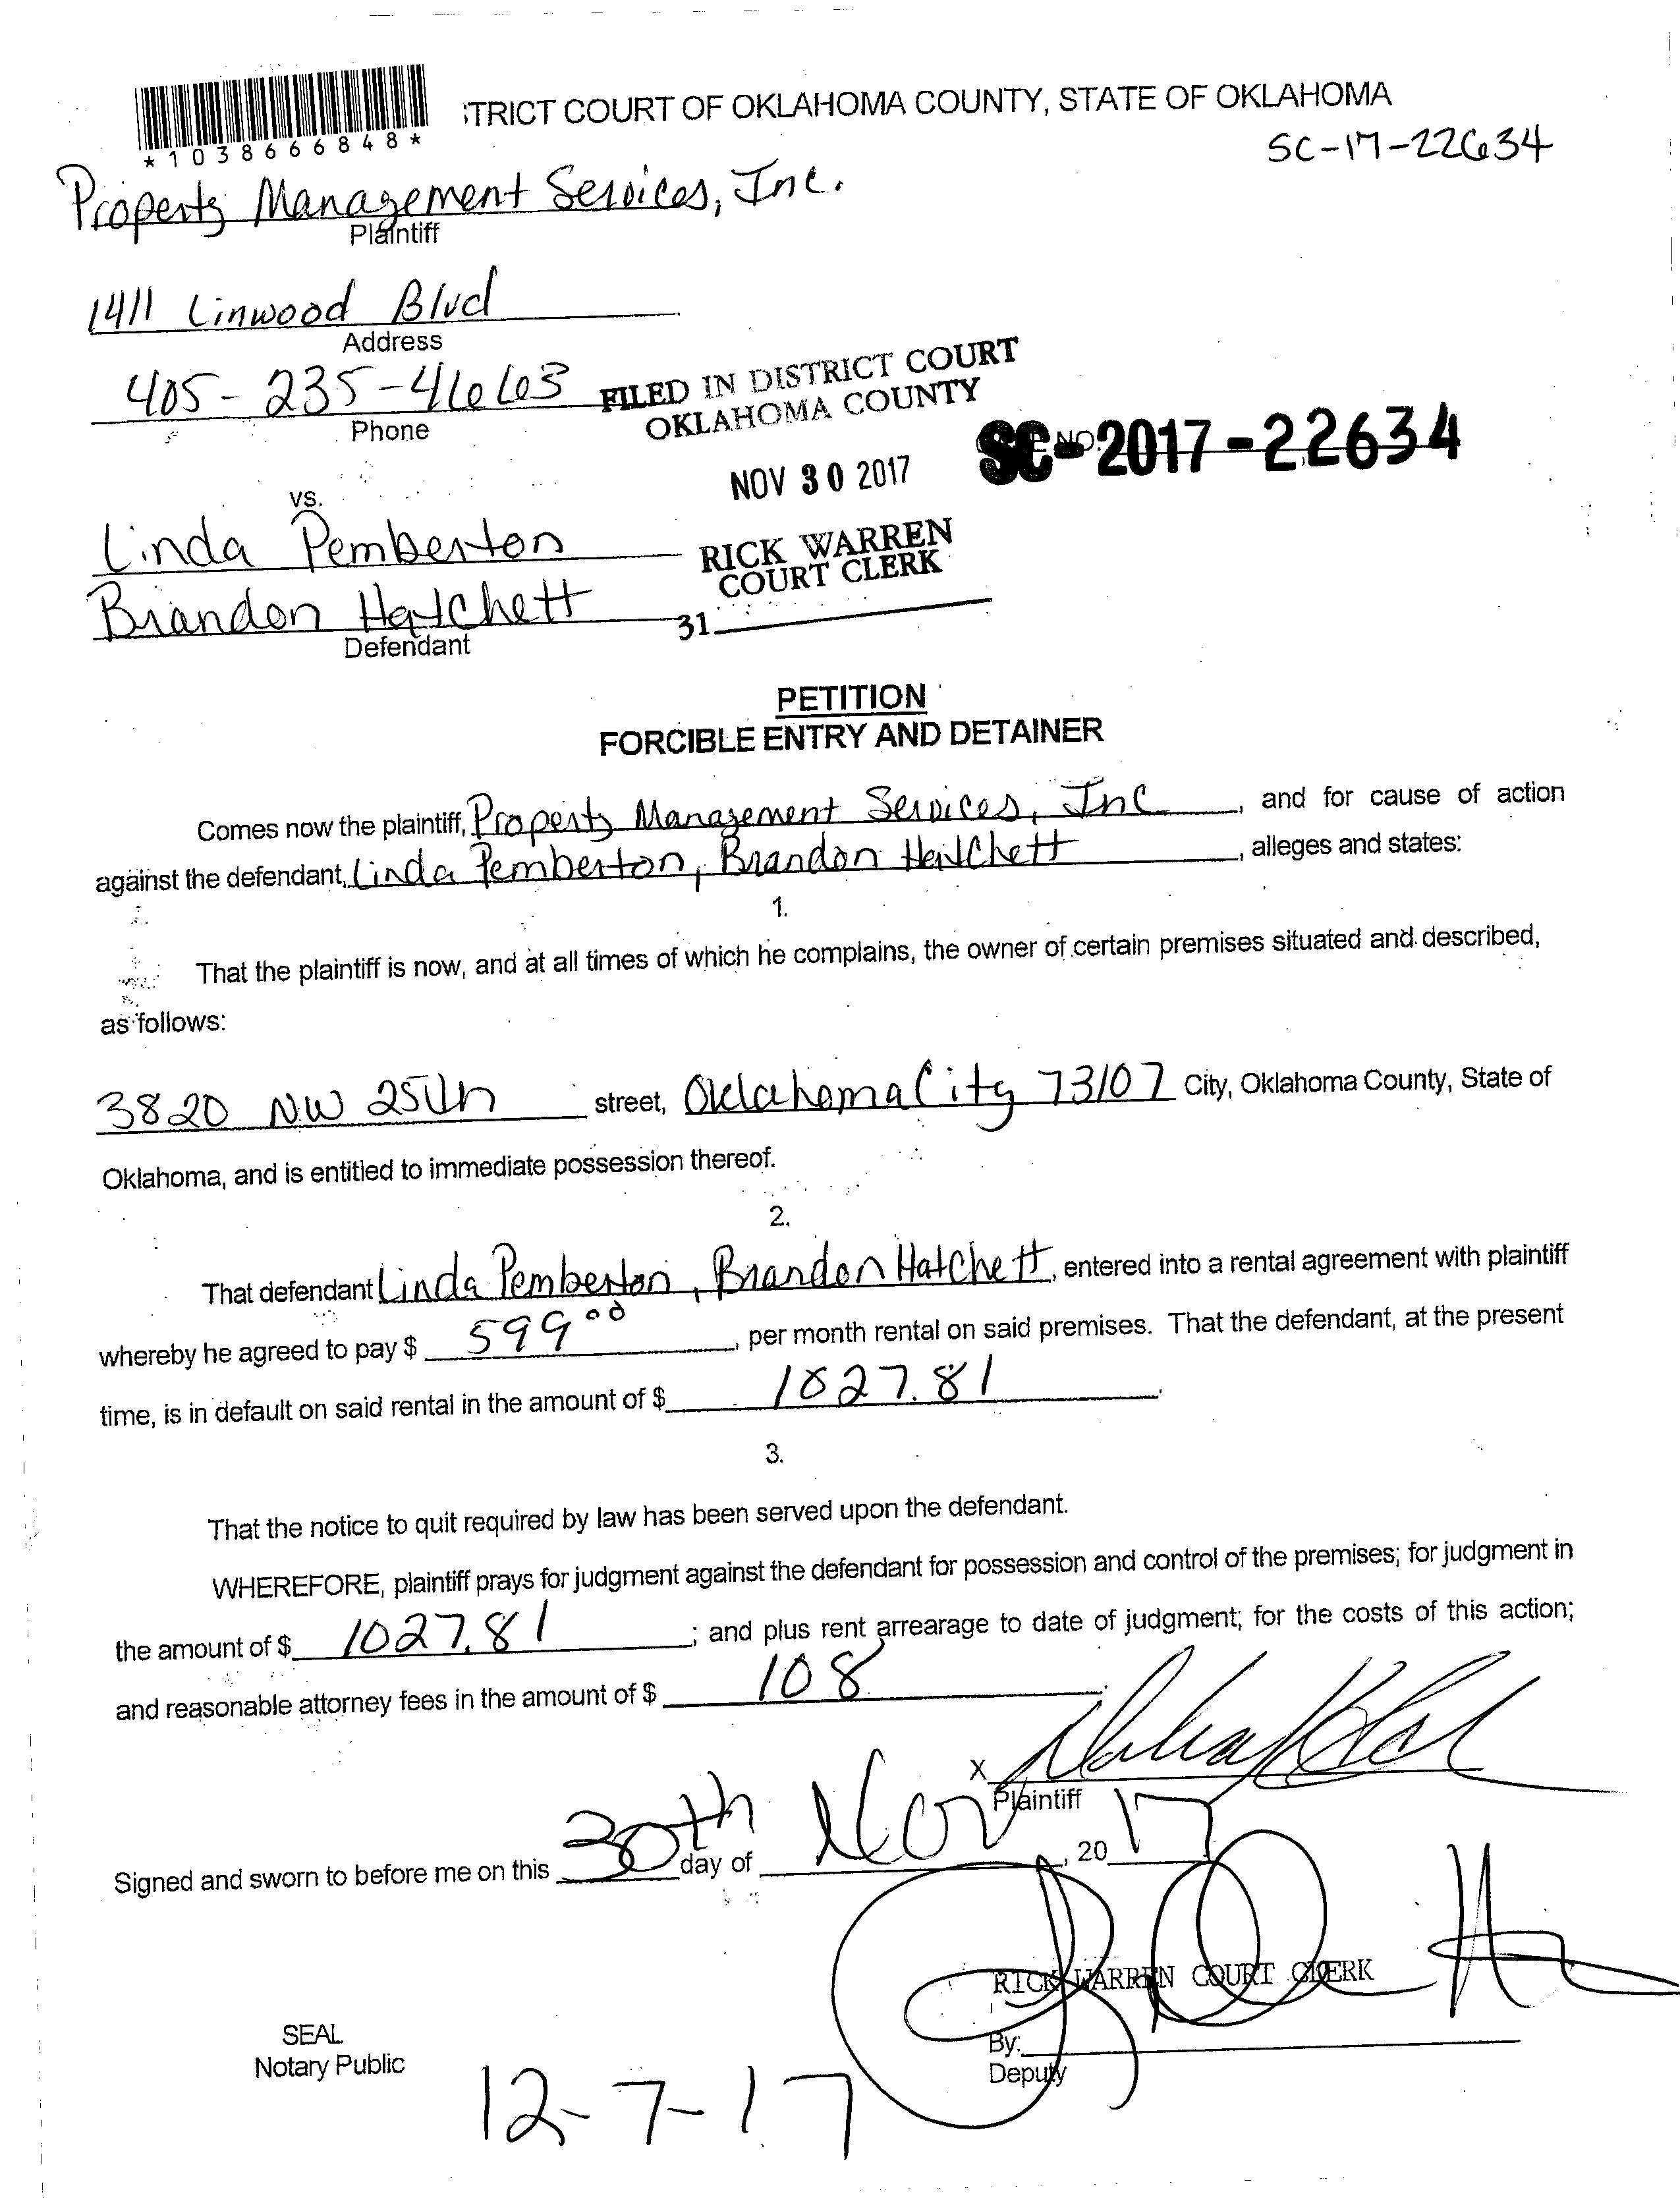 *1038666848*
TRICT COURT OF OKLAHOMA COUNTY, STATE OF OKLAHOMA
SC-17-22634
Property Management Services, Inc.
Plaintiff
1411 Linwood Blvd
Address
405-235-4663
Phone
FILED IN DISTRICT COURT
OKLAHOMA COUNTY
NOV 30 2017
NO.
SC-2017-22634
vs.
Linda Pemberton
Brandon Hatchett
Defendant
RICK WARREN
COURT CLERK
31
PETITION
FORCIBLE ENTRY AND DETAINER
Comes now the plaintiff, Property Management Services, Inc, and for cause of action
against the defendant, Linda Pemberton, Brandon Hatchett, alleges and states:
1.
That the plaintiff is now, and at all times of which he complains, the owner of certain premises situated and described,
as follows:
3820 NW 25th street, Oklahoma City 73107 City, Oklahoma County, State of
Oklahoma, and is entitled to immediate possession thereof.
2.
That defendant Linda Pemberton, Brandon Hatchett, entered into a rental agreement with plaintiff
whereby he agreed to pay $ 599 00, per month rental on said premises. That the defendant, at the present
time, is in default on said rental in the amount of $ 1027.81.
3.
That the notice to quit required by law has been served upon the defendant.
WHEREFORE, plaintiff prays for judgment against the defendant for possession and control of the premises; for judgment in
the amount of $ 1027.81; and plus rent arrearage to date of judgment; for the costs of this action;
and reasonable attorney fees in the amount of $ 108.
X
Plaintiff
Signed and sworn to before me on this 30th day of Nov, 20 17
RICK WARREN COURT CLERK
By:
Deputy
SEAL
Notary Public
12-7-17